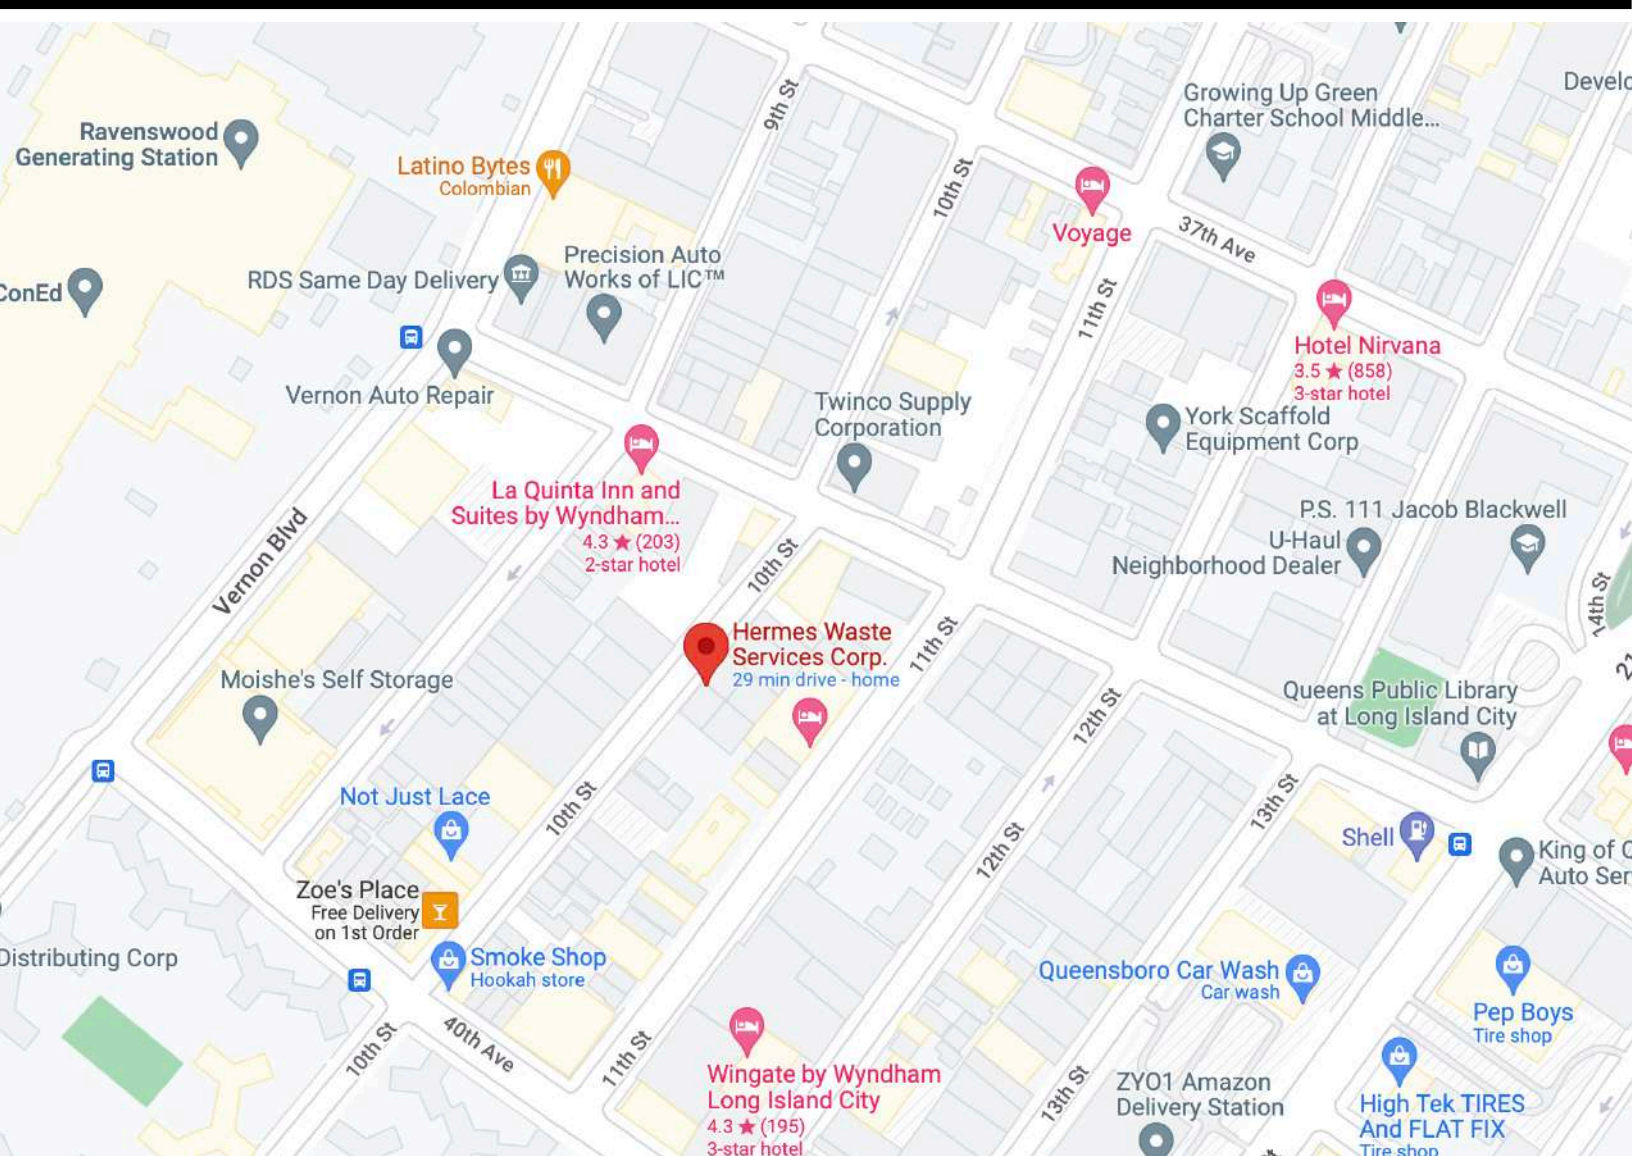 Ravenswood
Generating Station
ConEd
Latino Bytes
Colombian
RDS Same Day Delivery
Precision Auto
Works of LIC™
Vernon Auto Repair
9th St
10th St
Voyage
Growing Up Green
Charter School Middle...
Develo
37th Ave
11th St
Hotel Nirvana
3.5 ★ (858)
3-star hotel
Twinco Supply
Corporation
York Scaffold
Equipment Corp
La Quinta Inn and
Suites by Wyndham...
4.3 ★ (203)
2-star hotel
Vernon Blvd
10th St
P.S. 111 Jacob Blackwell
U-Haul
Neighborhood Dealer
14th St
21
Hermes Waste
Services Corp.
29 min drive - home
11th St
Moishe's Self Storage
12th St
Queens Public Library
at Long Island City
Not Just Lace
10th St
12th St
13th St
Shell
King of
Auto Ser
Zoe's Place
Free Delivery
on 1st Order
Distributing Corp
Smoke Shop
Hookah store
Queensboro Car Wash
Car wash
Pep Boys
Tire shop
10th St
40th Ave
11th St
Wingate by Wyndham
Long Island City
4.3 ★ (195)
3-star hotel
13th St
ZYO1 Amazon
Delivery Station
High Tek TIRES
And FLAT FIX
Tire shop